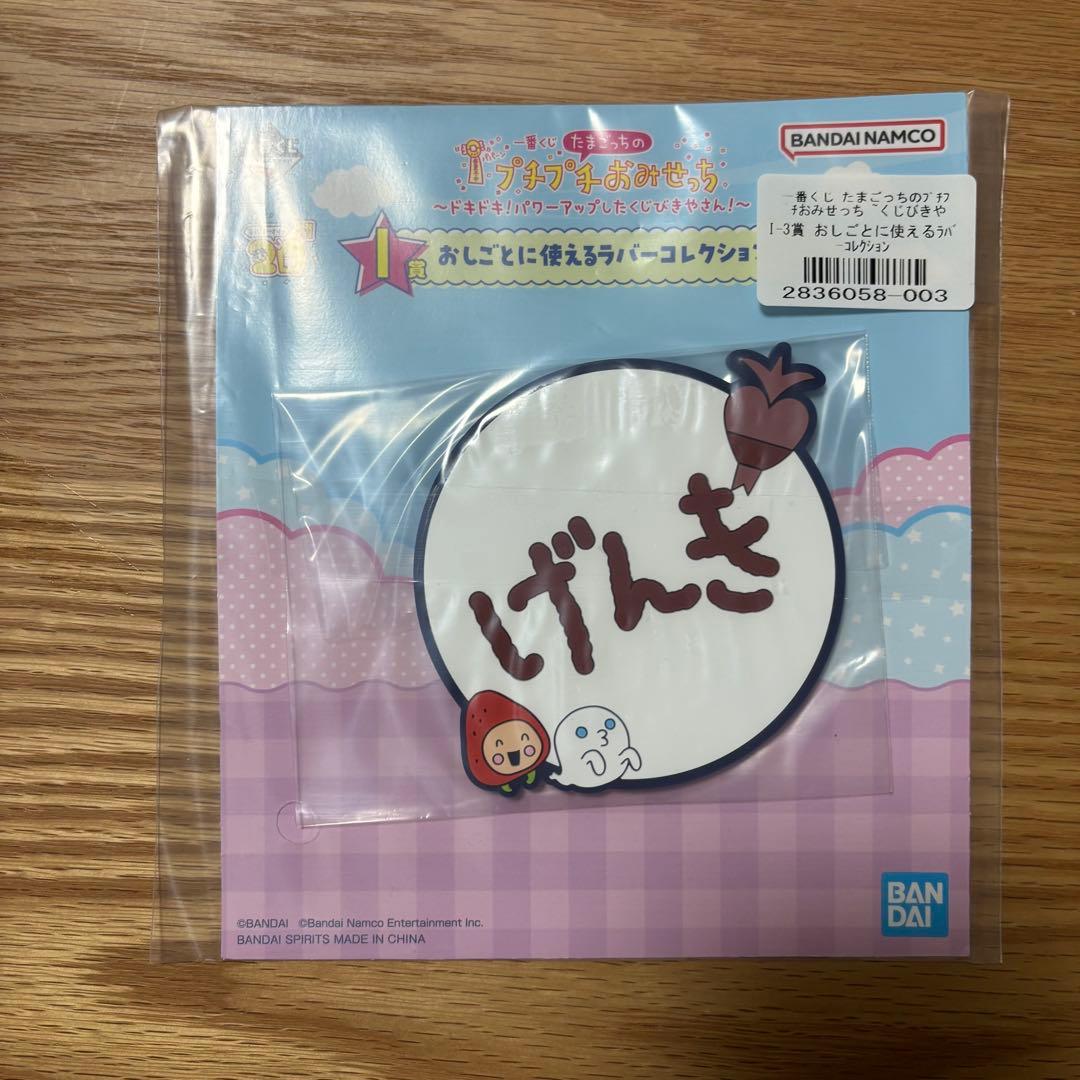 一番くじ
たまごっちの
プチプチおみせっち
～ドキドキ！パワーアップしたくじびきやさん！～
BANDAI NAMCO
I賞
おしごとに使えるラバーコレクション
一番くじ たまごっちのﾌﾟﾁﾌ
ﾟﾁおみせっち ~くじびきや
I-3賞 おしごとに使えるﾗﾊﾞ
ｰｺﾚｸｼｮﾝ
2836058-003
げんき
BAN
DAI
©BANDAI ©Bandai Namco Entertainment Inc.
BANDAI SPIRITS MADE IN CHINA